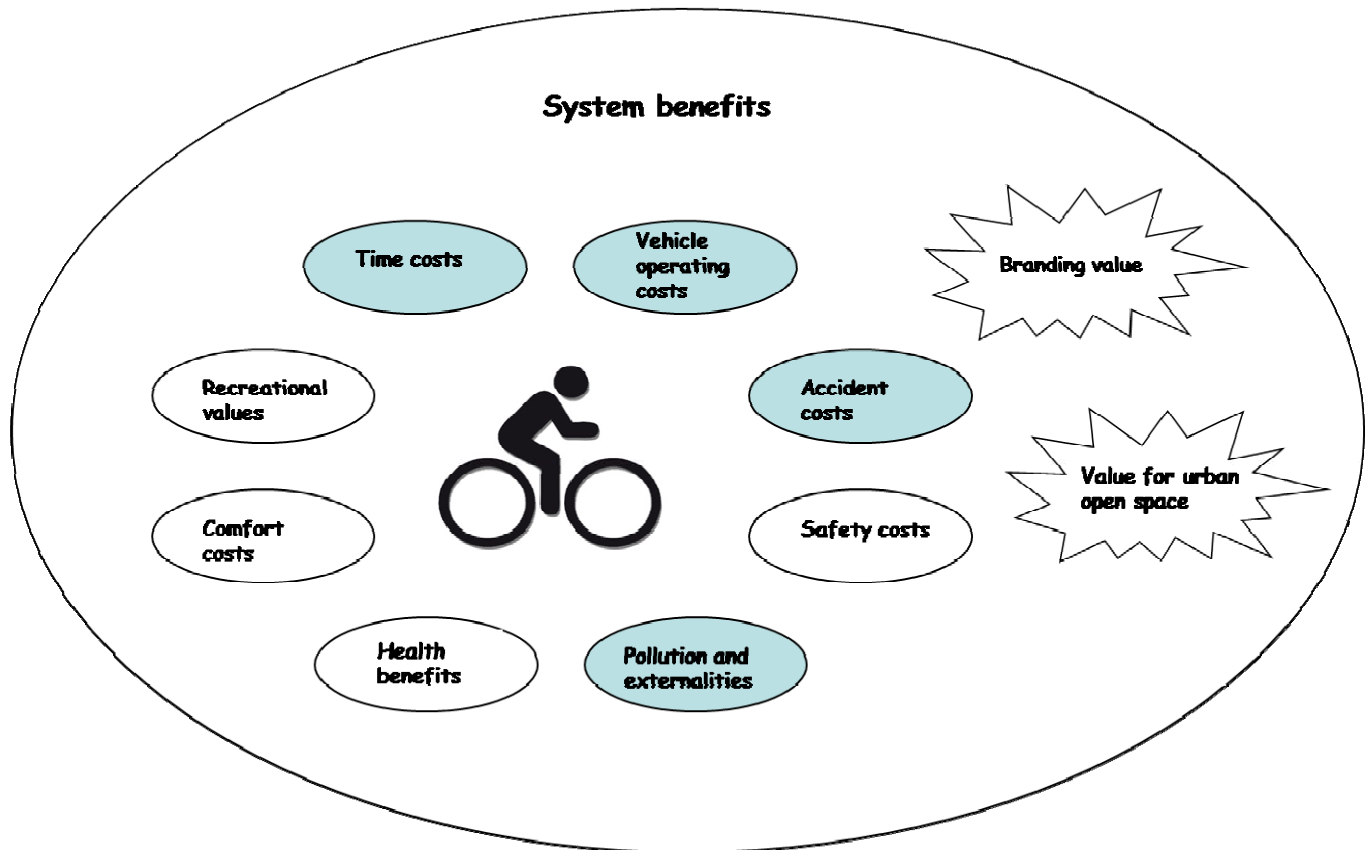 System benefits
Time costs
Vehicle
operating
costs
Branding value
Recreational
values
Accident
costs
Value for urban
open space
Comfort
costs
Safety costs
Health
benefits
Pollution and
externalities